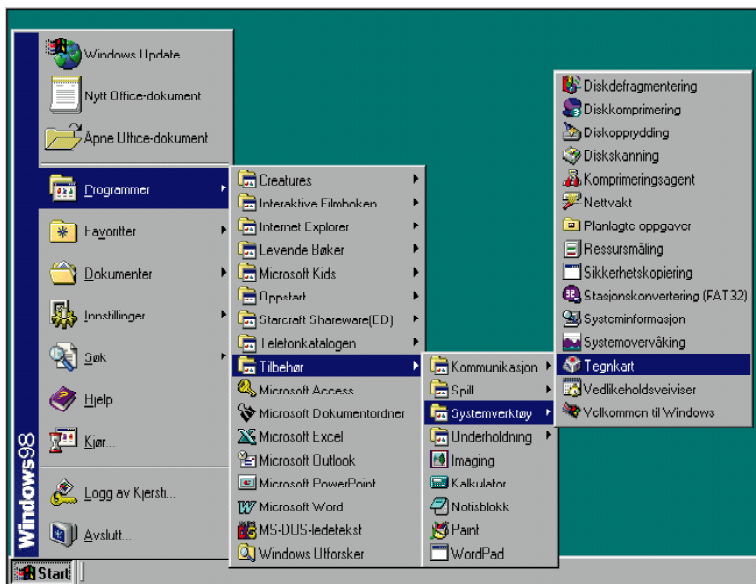 Windows Update
Nytt Office-dokument
Åpne Office-dokument
Programmer
Favoritter
Dokumenter
Innstillinger
Søk
Hjelp
Kjør...
Logg av Kjersti...
Avslutt...
Windows98
Start
Creatures
Interaktive Filmboken
Internet Explorer
Levende Bøker
Microsoft Kids
Oppstart
Starcraft Shareware(ED)
Telefonkatalogen
Tilbehør
Microsoft Access
Microsoft Dokumentordner
Microsoft Excel
Microsoft Outlook
Microsoft PowerPoint
Microsoft Word
MS-DOS-ledetekst
Windows Utforsker
Kommunikasjon
Spill
Systemverktøy
Underholdning
Imaging
Kalkulator
Notisblokk
Paint
WordPad
Diskdefragmentering
Diskkomprimering
Diskopprydding
Diskskanning
Komprimeringsagent
Nettvakt
Planlagte oppgaver
Ressursmåling
Sikkerhetskopiering
Stasjonskonvertering (FAT32)
Systeminformasjon
Systemovervåking
Tegnkart
Vedlikeholdsveiviser
Velkommen til Windows